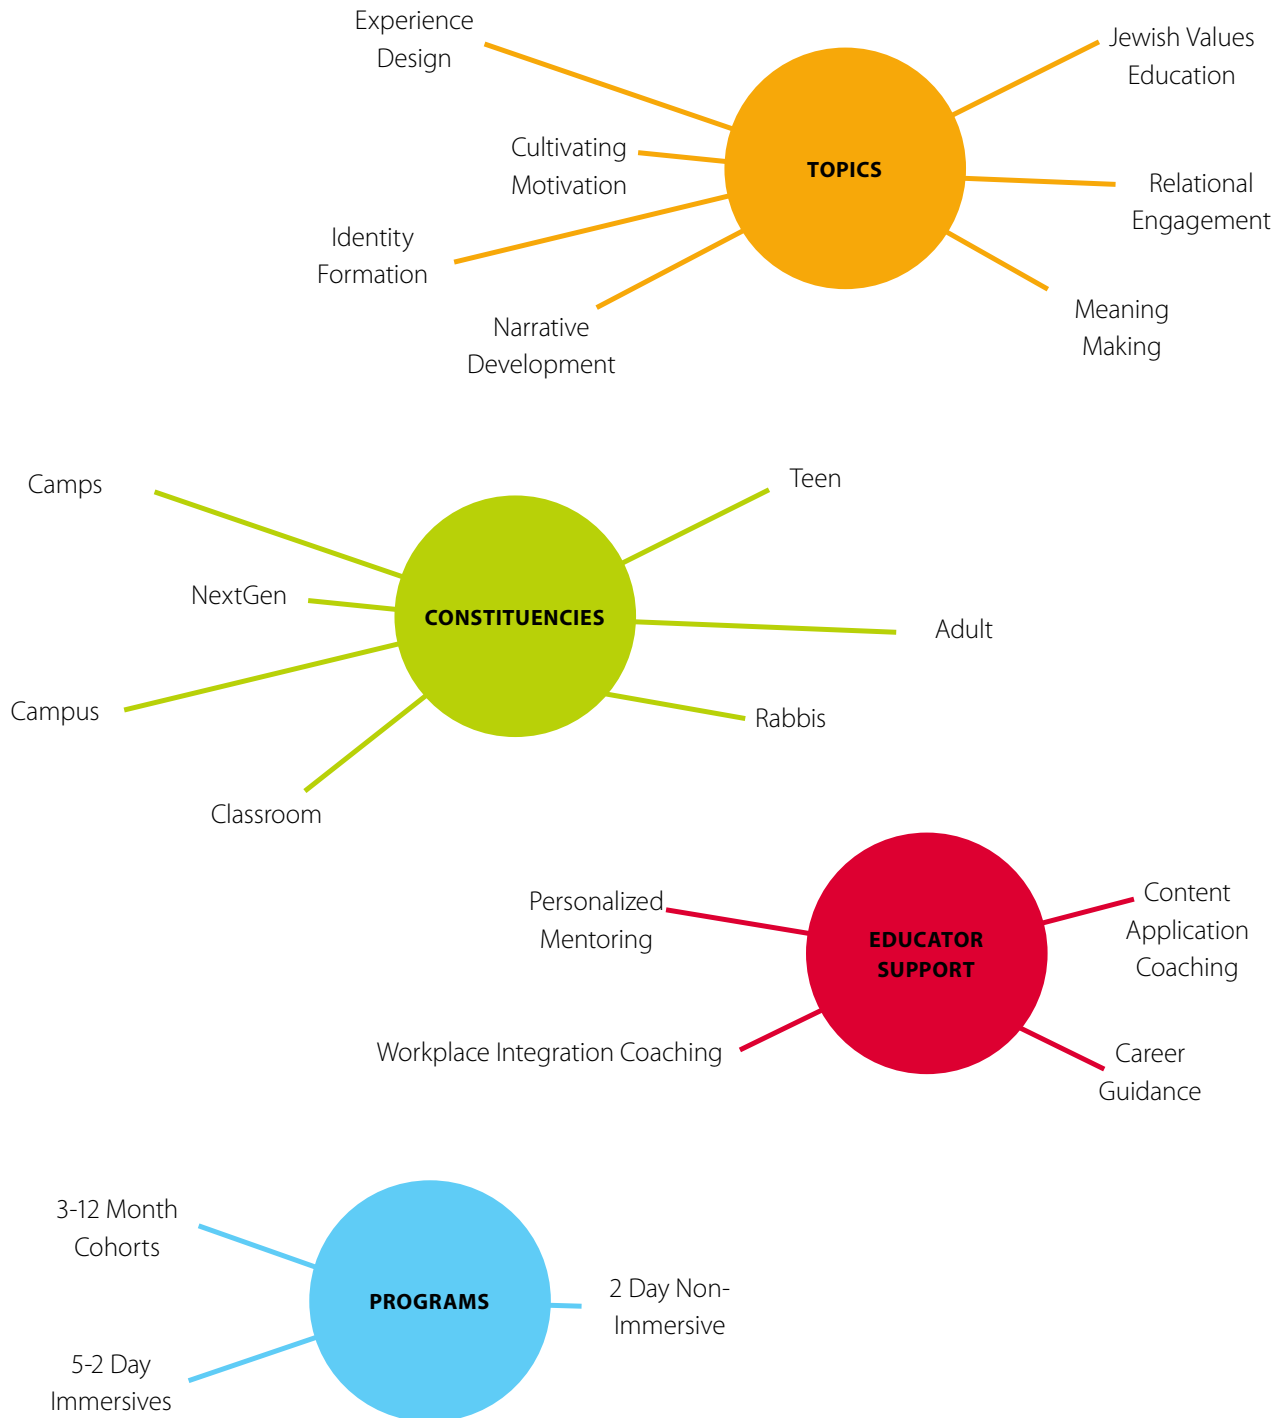 Experience
Design
Jewish Values
Education
Cultivating
Motivation
TOPICS
Relational
Engagement
Identity
Formation
Narrative
Development
Meaning
Making
Camps
Teen
NextGen
CONSTITUENCIES
Adult
Campus
Rabbis
Classroom
Personalized
Mentoring
EDUCATOR
SUPPORT
Content
Application
Coaching
Workplace Integration Coaching
Career
Guidance
3-12 Month
Cohorts
PROGRAMS
2 Day Non-
Immersive
5-2 Day
Immersives